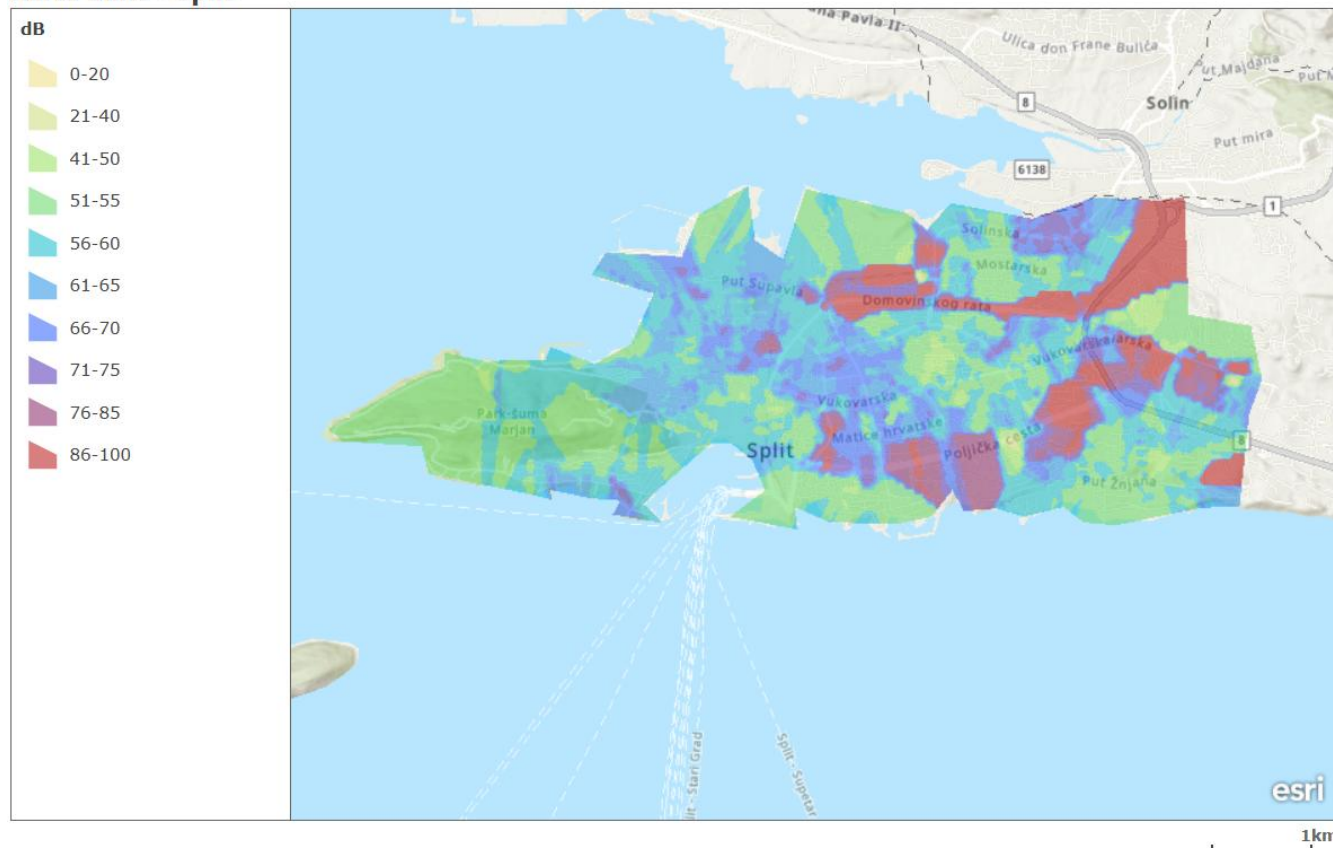 dB
0-20
21-40
41-50
51-55
56-60
61-65
66-70
71-75
76-85
86-100
Pavla II
Ulica don Frane Bulića
Put Majdana
Put
8
Solin
Put mira
6138
1
Solinska
Mostarska
Put Supavla
Domovinskog rata
Vukovarska
Park-šuma
Marjan
Vukovarska
Matice hrvatske
Split
Poljička cesta
8
Put Žnjana
Split - Supetar
- Stari Grad
esri
1km